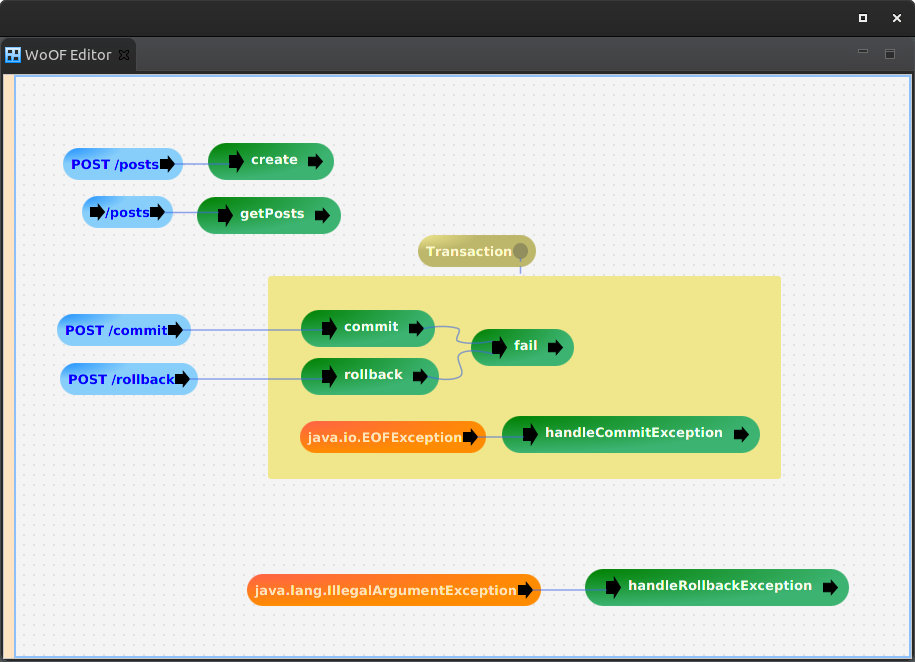 WoOF Editor
POST /posts
create
/posts
getPosts
Transaction
POST /commit
commit
fail
POST /rollback
rollback
java.io.EOFException
handleCommitException
java.lang.IllegalArgumentException
handleRollbackException